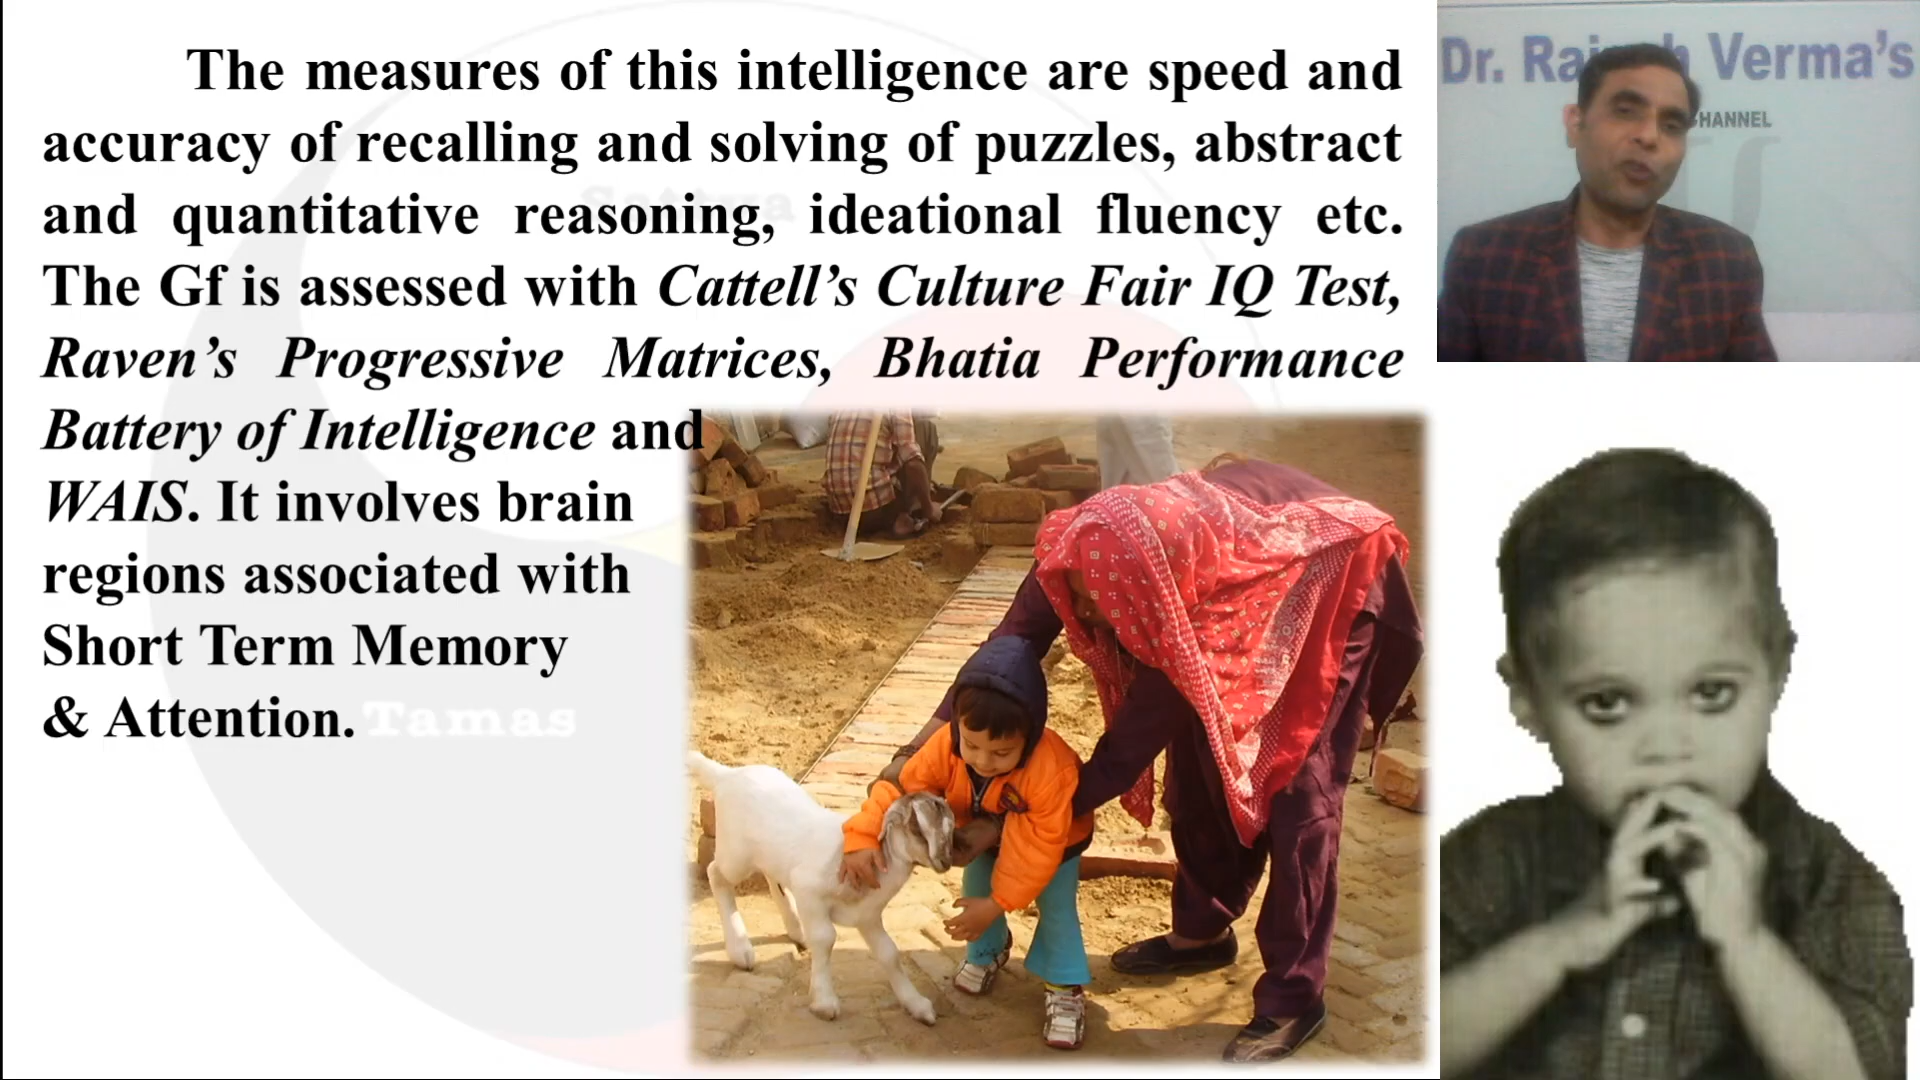 The measures of this intelligence are speed and
accuracy of recalling and solving of puzzles, abstract
and quantitative reasoning, ideational fluency etc.
The Gf is assessed with Cattell’s Culture Fair IQ Test,
Raven’s Progressive Matrices, Bhatia Performance
Battery of Intelligence and
WAIS. It involves brain
regions associated with
Short Term Memory
& Attention.
Tamas
Sattva
Dr. Verma’s